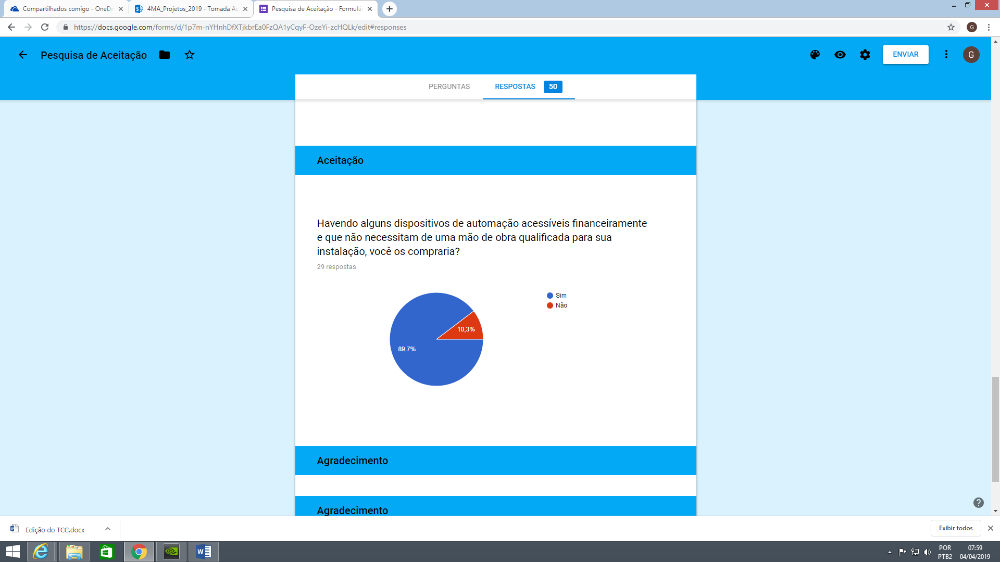 Compartilhados comigo - OneDr
4MA_Projetos_2019 - Tomada Au
Pesquisa de Aceitação - Formulá
https://docs.google.com/forms/d/1p7m-nYHnhDfXTjkbrEa0FzQA1yCqyF-OzeYi-zcHQLk/edit#responses
G
Pesquisa de Aceitação
ENVIAR
G
PERGUNTAS
RESPOSTAS
50
Aceitação
Havendo alguns dispositivos de automação acessíveis financeiramente
e que não necessitam de uma mão de obra qualificada para sua
instalação, você os compraria?
29 respostas
Sim
Não
10,3%
89,7%
Agradecimento
Agradecimento
Edição do TCC.docx
Exibir todos
POR
PTB2
07:59
04/04/2019